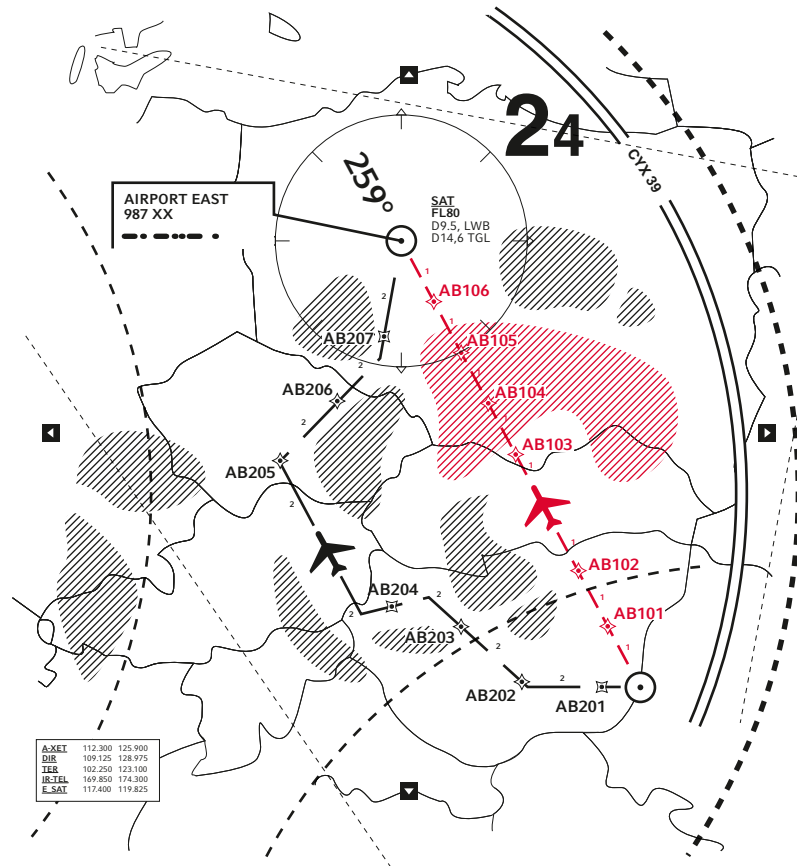 24
CYX 39
259°
AIRPORT EAST
987 XX
SAT
FL80
D9.5, LWB
D14,6 TGL
1
AB106
2
1
AB207
AB105
2
1
AB206
AB104
2
1
AB103
1
AB205
2
1
AB102
1
AB204
2
AB203
2
AB101
1
2
AB202
2
AB201
A-XET 112.300 125.900
DIR 109.125 128.975
TER 102.250 123.100
IR-TEL 169.850 174.300
E SAT 117.400 119.825